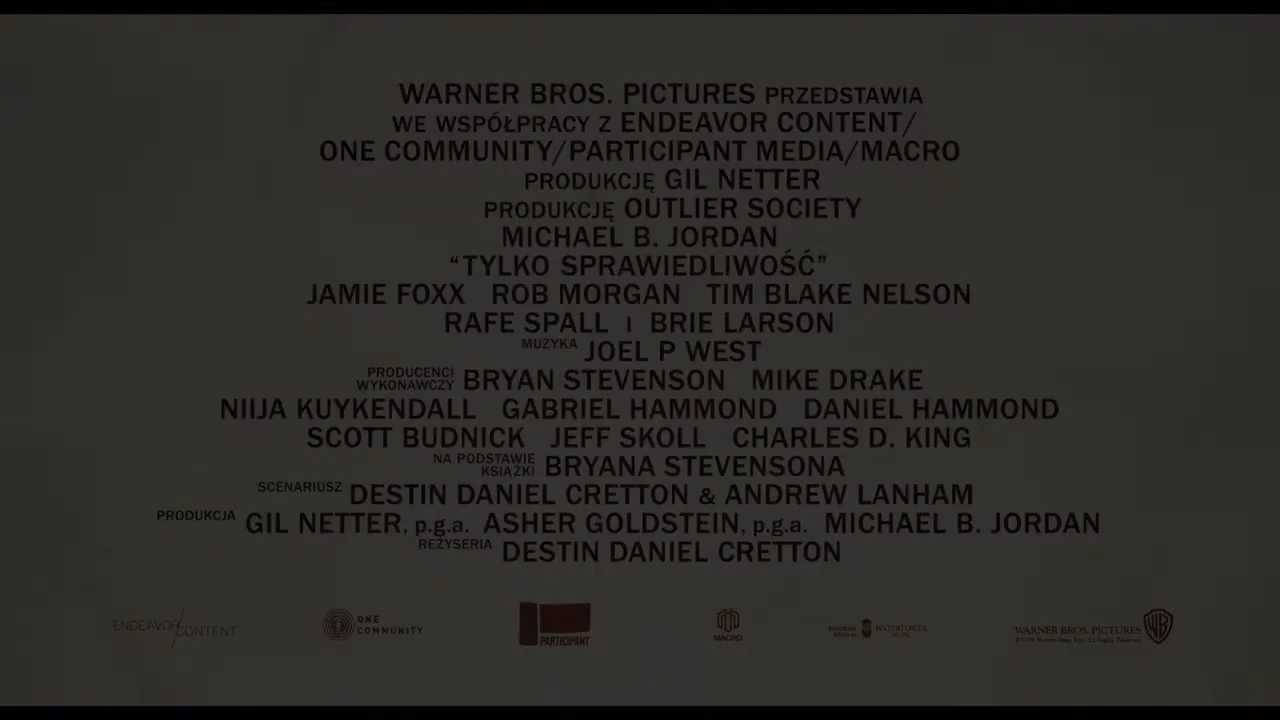 WARNER BROS. PICTURES PRZEDSTAWIA
WE WSPÓŁPRACY Z ENDEAVOR CONTENT/
ONE COMMUNITY/PARTICIPANT MEDIA/MACRO
PRODUKCJĘ GIL NETTER
PRODUKCJĘ OUTLIER SOCIETY
MICHAEL B. JORDAN
“TYLKO SPRAWIEDLIWOŚĆ”
JAMIE FOXX ROB MORGAN TIM BLAKE NELSON
RAFE SPALL I BRIE LARSON
MUZYKA JOEL P WEST
PRODUCENCI WYKONAWCZY BRYAN STEVENSON MIKE DRAKE
NIIJA KUYKENDALL GABRIEL HAMMOND DANIEL HAMMOND
SCOTT BUDNICK JEFF SKOLL CHARLES D. KING
NA PODSTAWIE KSIĄŻKI BRYANA STEVENSONA
SCENARIUSZ DESTIN DANIEL CRETTON & ANDREW LANHAM
PRODUKCJA GIL NETTER, p.g.a. ASHER GOLDSTEIN, p.g.a. MICHAEL B. JORDAN
REŻYSERIA DESTIN DANIEL CRETTON
ENDEAVOR/CONTENT
ONE COMMUNITY
PARTICIPANT
MACRO
WATERTOWER MUSIC
WARNER BROS. PICTURES WB